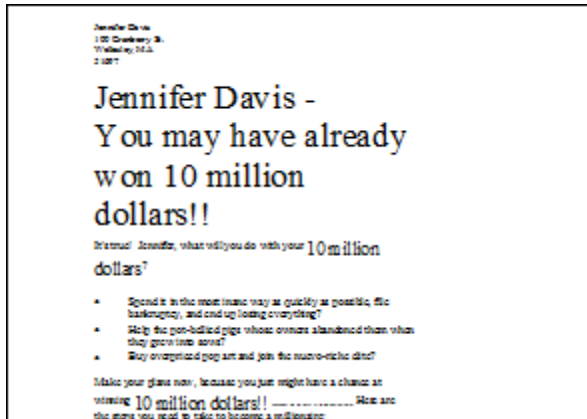 Jennifer Davis
100 Cranberry St.
Wellesley, MA
Jennifer Davis -
You may have already
won 10 million
dollars!!
It's true! Jennifer, what will you do with your 10 million
dollars?
• Spend it in the most inane way as quickly as possible, file
bankruptcy, and end up losing everything?
• Help the pot-bellied pigs whose owners abandoned them when
they grew into sows?
• Buy overpriced pop art and join the nuevo-riche elite?
Make your plans now, because you just might have a chance at
winning 10 million dollars!! .................... Here are
the steps you need to take to become a millionaire